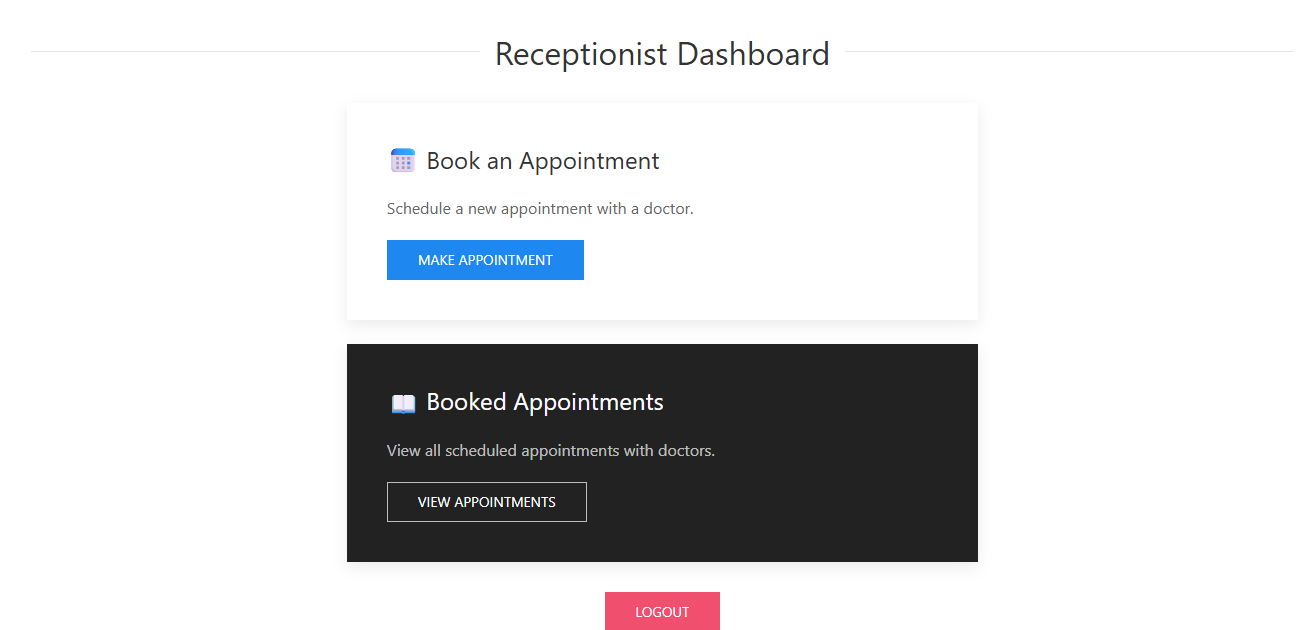 Receptionist Dashboard
Book an Appointment
Schedule a new appointment with a doctor.
MAKE APPOINTMENT
Booked Appointments
View all scheduled appointments with doctors.
VIEW APPOINTMENTS
LOGOUT